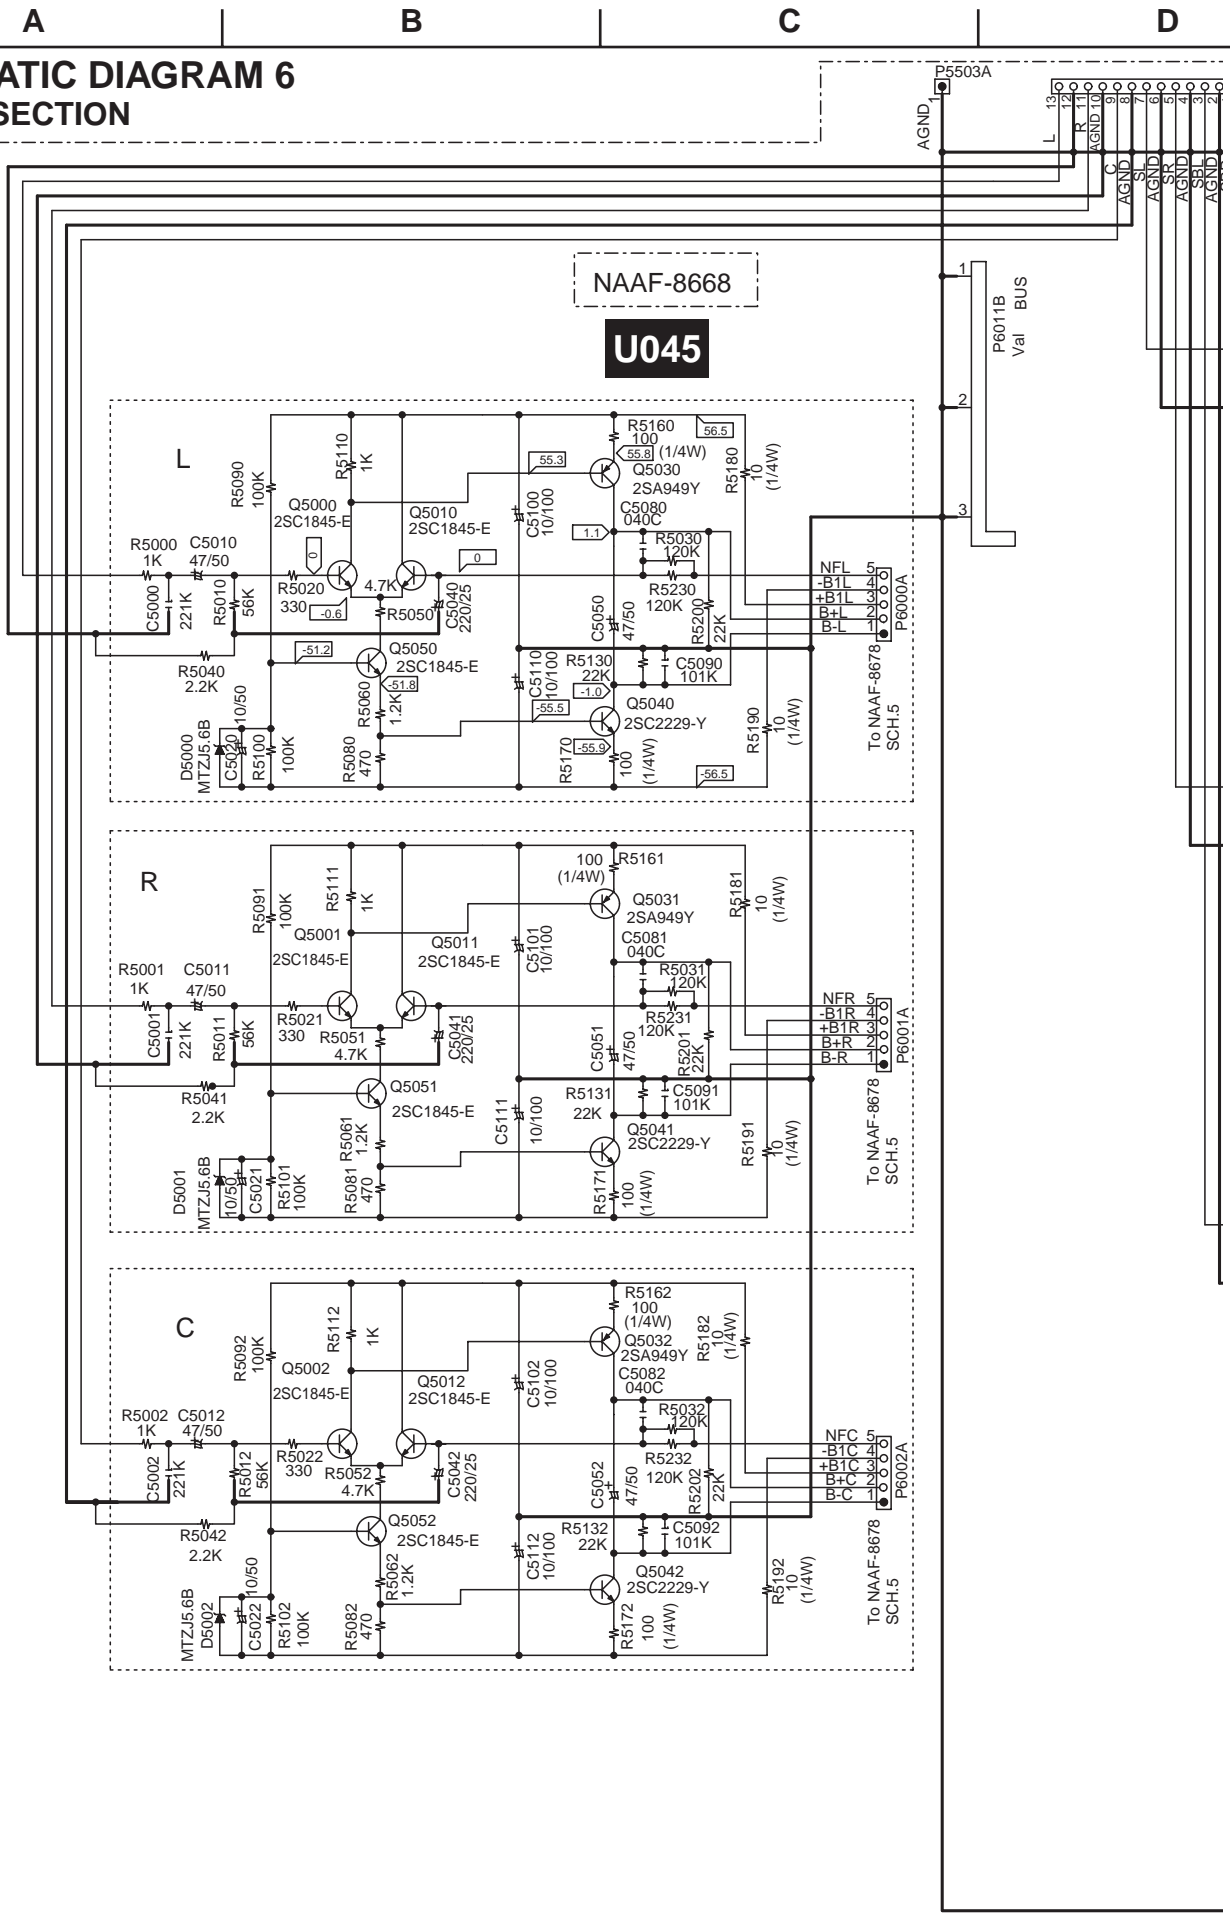 A
B
C
D
ATIC DIAGRAM 6
SECTION
P5503A
1
AGND
13
12
11
10
9
8
7
6
5
4
3
2
L
R
AGND
C
AGND
SL
AGND
SR
AGND
SBL
AGND
NAAF-8668
U045
1
2
3
P6011B
Val BUS
L
R5090
100K
R5110
1K
Q5000
2SC1845-E
Q5010
2SC1845-E
55.3
C5100
10/100
R5160
100
(1/4W)
55.8
56.5
Q5030
2SA949Y
R5180
10
(1/4W)
C5080
040C
1.1
R5030
120K
R5000
1K
C5010
47/50
C5000
221K
R5010
56K
R5020
330
0
-0.6
4.7K
R5050
0
C5040
220/25
R5230
120K
C5050
47/50
R5200
22K
NFL 5
-B1L 4
+B1L 3
B+L 2
B-L 1
P6000A
R5040
2.2K
-51.2
Q5050
2SC1845-E
-51.8
R5060
1.2K
C5110
10/100
R5130
22K
C5090
101K
-1.0
-55.5
Q5040
2SC2229-Y
R5190
10
(1/4W)
To NAAF-8678
SCH.5
D5000
MTZJ5.6B
C5020
10/50
R5100
100K
R5080
470
R5170
-55.9
100
(1/4W)
-56.5
R
R5091
100K
R5111
1K
Q5001
2SC1845-E
Q5011
2SC1845-E
C5101
10/100
100
(1/4W)
R5161
Q5031
2SA949Y
R5181
10
(1/4W)
C5081
040C
R5031
120K
R5001
1K
C5011
47/50
C5001
221K
R5011
56K
R5021
330
R5051
4.7K
C5041
220/25
R5231
120K
C5051
47/50
R5201
22K
NFR 5
-B1R 4
+B1R 3
B+R 2
B-R 1
P6001A
R5041
2.2K
Q5051
2SC1845-E
R5061
1.2K
C5111
10/100
R5131
22K
C5091
101K
Q5041
2SC2229-Y
R5191
10
(1/4W)
To NAAF-8678
SCH.5
D5001
MTZJ5.6B
10/50
C5021
R5101
100K
R5081
470
R5171
100
(1/4W)
C
R5092
100K
R5112
1K
Q5002
2SC1845-E
Q5012
2SC1845-E
C5102
10/100
R5162
100
(1/4W)
Q5032
2SA949Y
R5182
10
(1/4W)
C5082
040C
R5032
120K
R5002
1K
C5012
47/50
C5002
221K
R5012
56K
R5022
330
R5052
4.7K
C5042
220/25
R5232
120K
C5052
47/50
R5202
22K
NFC 5
-B1C 4
+B1C 3
B+C 2
B-C 1
P6002A
R5042
2.2K
Q5052
2SC1845-E
R5062
1.2K
C5112
10/100
R5132
22K
C5092
101K
Q5042
2SC2229-Y
R5192
10
(1/4W)
To NAAF-8678
SCH.5
MTZJ5.6B
D5002
C5022
10/50
R5102
100K
R5082
470
R5172
100
(1/4W)